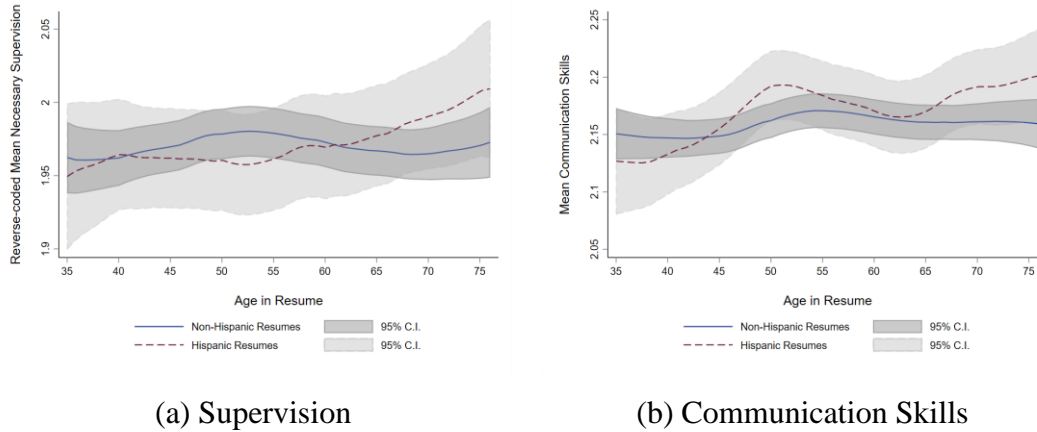 Reverse-coded Mean Necessary Supervision
2.05
2
1.95
1.9
35 40 45 50 55 60 65 70 75
Age in Resume
Non-Hispanic Resumes 95% C.I.
Hispanic Resumes 95% C.I.
(a) Supervision
Mean Communication Skills
2.25
2.2
2.15
2.1
2.05
35 40 45 50 55 60 65 70 75
Age in Resume
Non-Hispanic Resumes 95% C.I.
Hispanic Resumes 95% C.I.
(b) Communication Skills